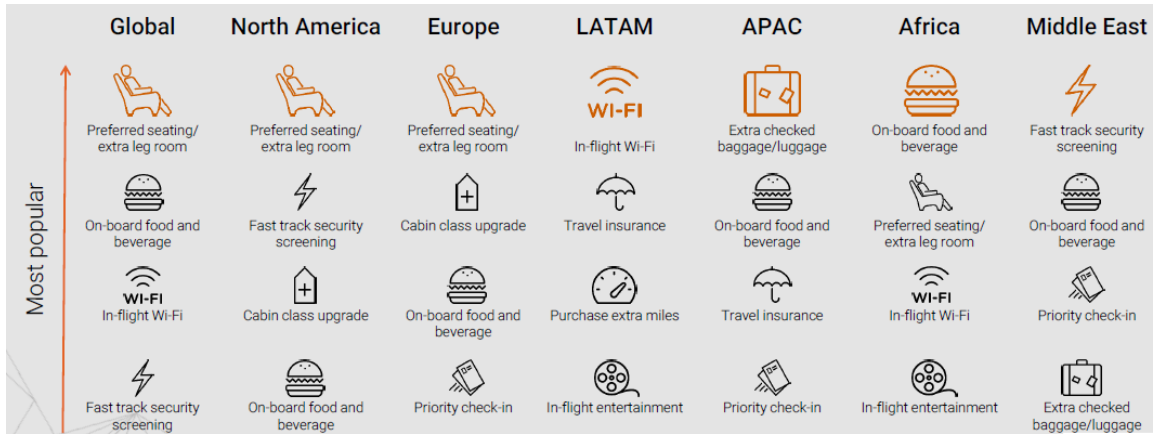 Global North America Europe LATAM APAC Africa Middle East
Most popular
Preferred seating/ extra leg room
Preferred seating/ extra leg room
Preferred seating/ extra leg room
WI-FI
In-flight Wi-Fi
Extra checked baggage/luggage
On-board food and beverage
Fast track security screening
On-board food and beverage
Fast track security screening
Cabin class upgrade
Travel insurance
On-board food and beverage
Preferred seating/ extra leg room
On-board food and beverage
WI-FI
In-flight Wi-Fi
Cabin class upgrade
On-board food and beverage
Purchase extra miles
Travel insurance
WI-FI
In-flight Wi-Fi
Priority check-in
Fast track security screening
On-board food and beverage
Priority check-in
In-flight entertainment
Priority check-in
In-flight entertainment
Extra checked baggage/luggage